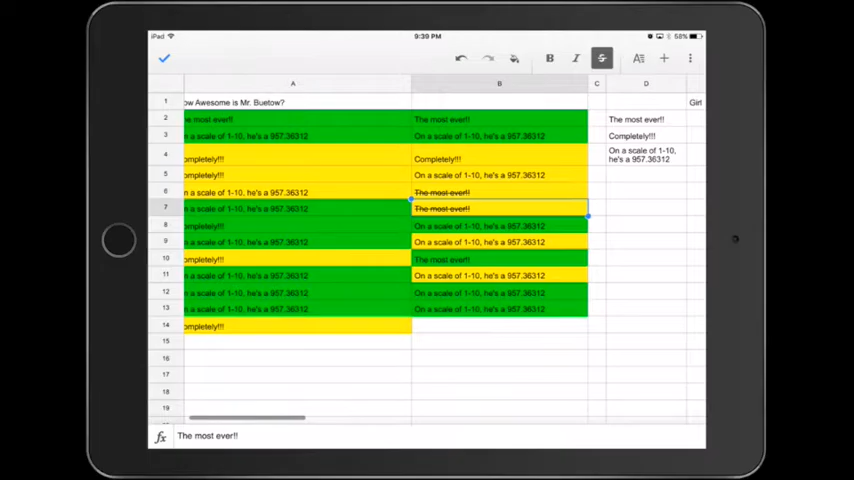 iPad 9:39 PM 58%
B I S A
A B C D
1 ow Awesome is Mr. Buetow? Girl
2 he most ever!! The most ever!! The most ever!!
3 n a scale of 1-10, he's a 957.36312 On a scale of 1-10, he's a 957.36312 Completely!!!
4 ompletely!!! Completely!!! On a scale of 1-10,
he's a 957.36312
5 ompletely!!! On a scale of 1-10, he's a 957.36312
6 n a scale of 1-10, he's a 957.36312 The most ever!!
7 n a scale of 1-10, he's a 957.36312 The most ever!!
8 ompletely!!! On a scale of 1-10, he's a 957.36312
9 n a scale of 1-10, he's a 957.36312 On a scale of 1-10, he's a 957.36312
10 ompletely!!! The most ever!!
11 n a scale of 1-10, he's a 957.36312 On a scale of 1-10, he's a 957.36312
12 n a scale of 1-10, he's a 957.36312 On a scale of 1-10, he's a 957.36312
13 n a scale of 1-10, he's a 957.36312 On a scale of 1-10, he's a 957.36312
14 ompletely!!!
15
16
17
18
19
fx The most ever!!